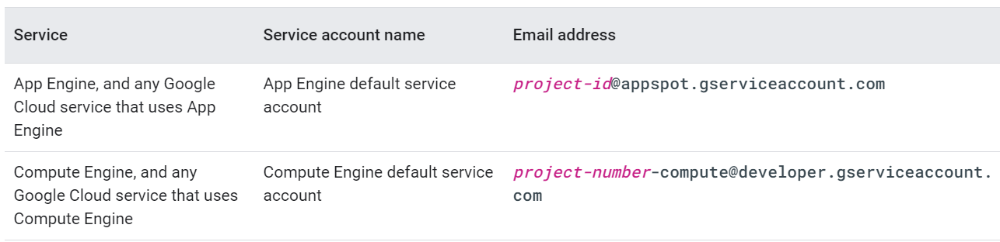 Service
Service account name
Email address
App Engine, and any Google
Cloud service that uses App
Engine
App Engine default service
account
project-id@appspot.gserviceaccount.com
Compute Engine, and any
Google Cloud service that uses
Compute Engine
Compute Engine default service
account
project-number-compute@developer.gserviceaccount.
com